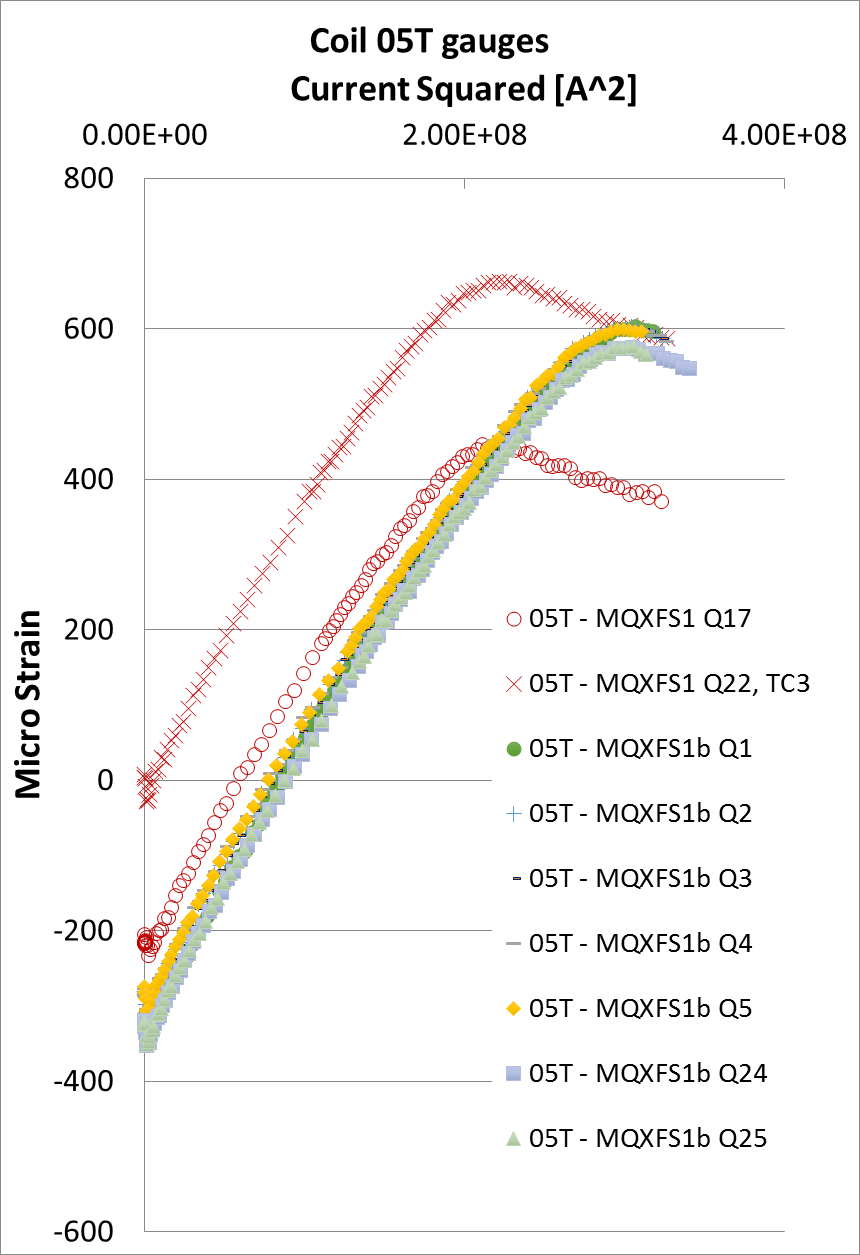 Coil 05T gauges
Current Squared [A^2]
0.00E+00 2.00E+08 4.00E+08
800
600
400
200
0
-200
-400
-600
Micro Strain
05T - MQXFS1 Q17
05T - MQXFS1 Q22, TC3
05T - MQXFS1b Q1
05T - MQXFS1b Q2
05T - MQXFS1b Q3
05T - MQXFS1b Q4
05T - MQXFS1b Q5
05T - MQXFS1b Q24
05T - MQXFS1b Q25